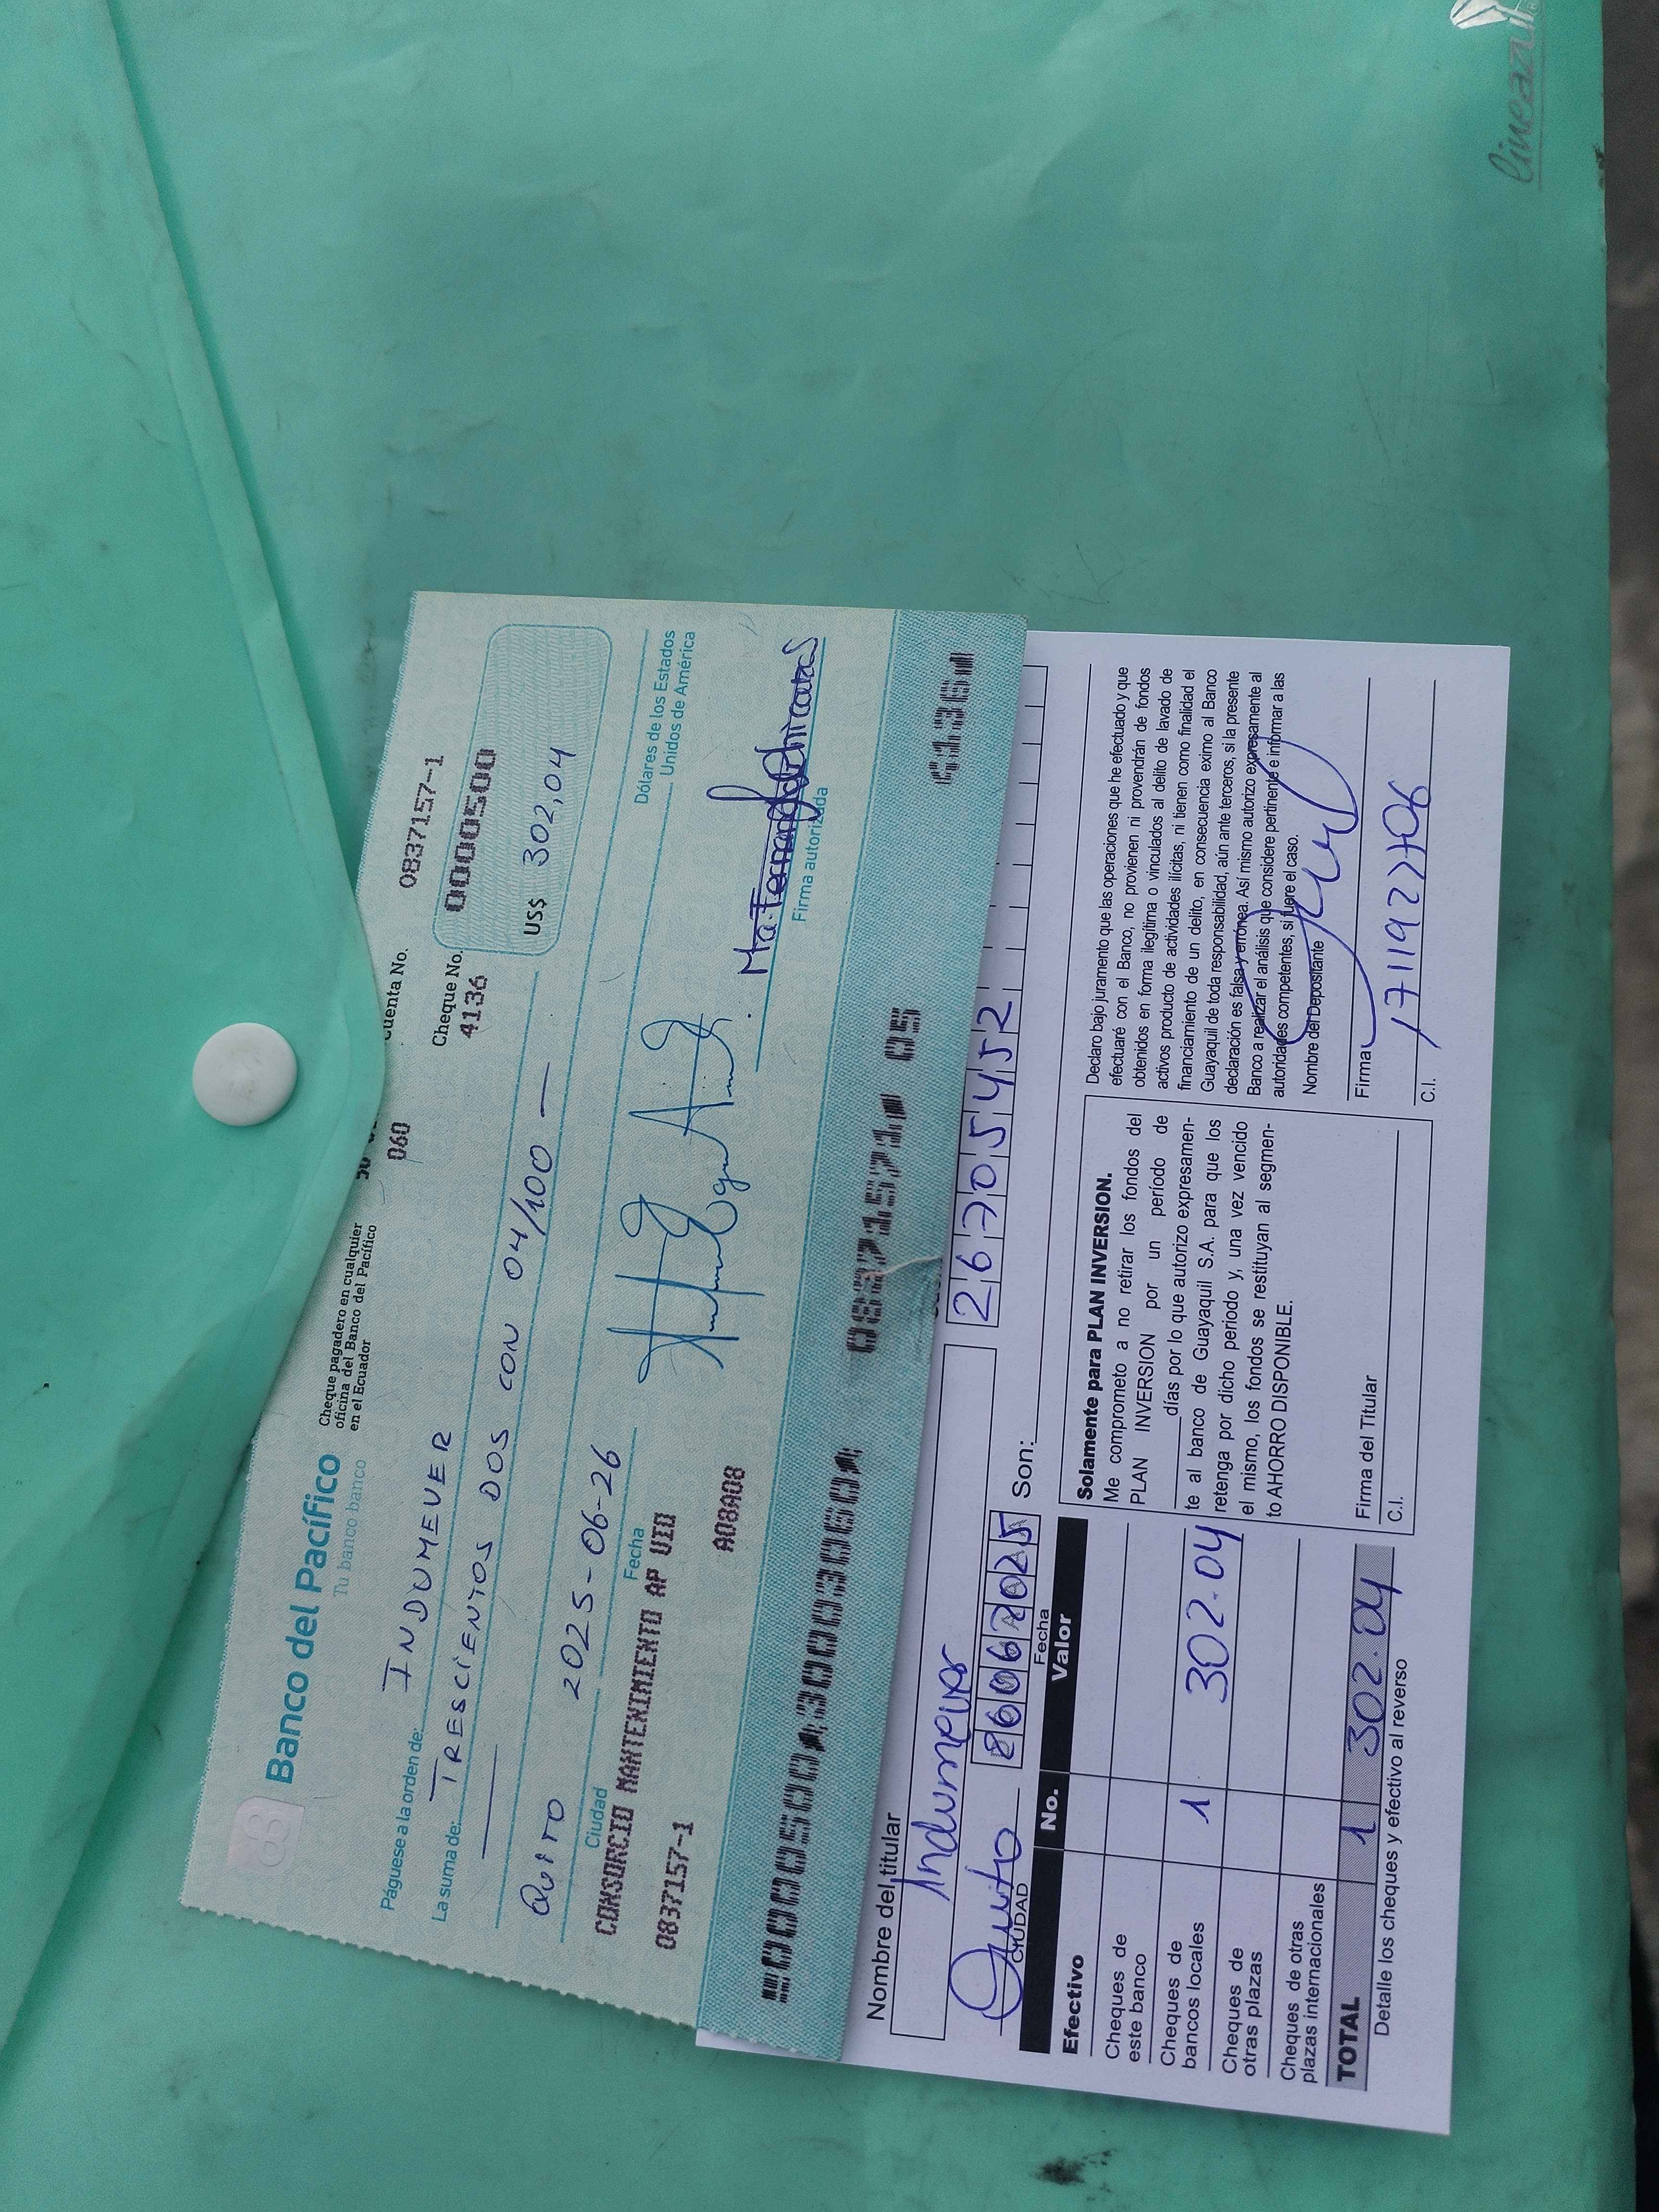 Banco del Pacífico
Tu banco banco
Cheque pagadero en cualquier
oficina del Banco del Pacífico
en el Ecuador
060
Cuenta No.
0837157-1
Cheque No.
4136
0000500
Páguese a la orden de: INDUMEVER
US$ 302,04
La suma de: TRESCIENTOS DOS CON 04/100
Dólares de los Estados
Unidos de América
QUITO 2025-06-26
Ciudad
Fecha
CONSORCIO MANTENIMIENTO AP UIO
0837157-1
A08A08
Firma autorizada
Nombre del titular
Indumever
26705452
Quito
CIUDAD
26062025
Fecha
Son:
No.
Valor
Efectivo
Cheques de
este banco
Cheques de
bancos locales
1
302.04
Cheques de
otras plazas
Cheques de otras
plazas internacionales
TOTAL
1
302.04
Detalle los cheques y efectivo al reverso
Solamente para PLAN INVERSION.
Me comprometo a no retirar los fondos del
PLAN INVERSION por un período de
días por lo que autorizo expresamen-
te al banco de Guayaquil S.A. para que los
retenga por dicho periodo y, una vez vencido
el mismo, los fondos se restituyan al segmen-
to AHORRO DISPONIBLE.
Firma del Titular
C.I.
Declaro bajo juramento que las operaciones que he efectuado y que
efectuaré con el Banco, no provienen ni provendrán de fondos
obtenidos en forma ilegítima o vinculados al delito de lavado de
activos producto de actividades ilícitas, ni tienen como finalidad el
financiamiento de un delito, en consecuencia eximo al Banco
Guayaquil de toda responsabilidad, aún ante terceros, si la presente
declaración es falsa y errónea. Así mismo autorizo expresamente al
Banco a realizar el análisis que considere pertinente e informar a las
autoridades competentes, si fuere el caso.
Nombre del Depositante
Firma
C.I.
lineazul